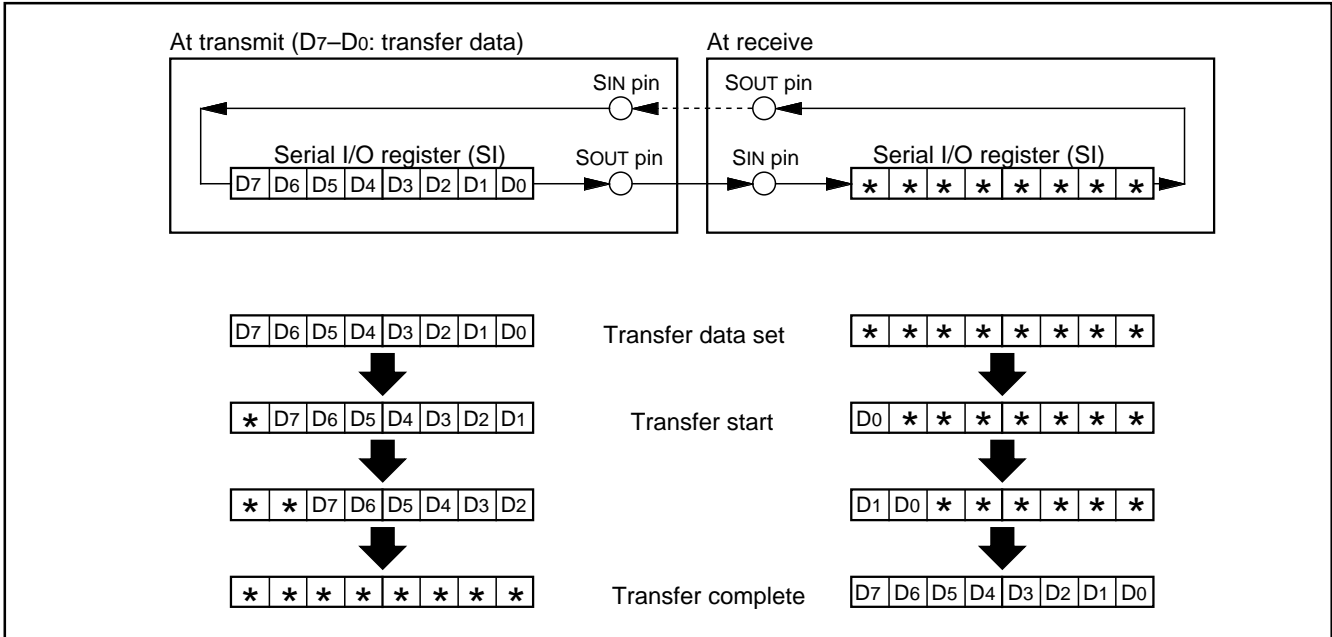 At transmit (D7–D0: transfer data) At receive
SIN pin SOUT pin
Serial I/O register (SI) SOUT pin SIN pin Serial I/O register (SI)
D7 D6 D5 D4 D3 D2 D1 D0 * * * * * * * *
D7 D6 D5 D4 D3 D2 D1 D0 Transfer data set * * * * * * * *
* D7 D6 D5 D4 D3 D2 D1 Transfer start D0 * * * * * * *
* * D7 D6 D5 D4 D3 D2 D1 D0 * * * * * *
* * * * * * * * Transfer complete D7 D6 D5 D4 D3 D2 D1 D0